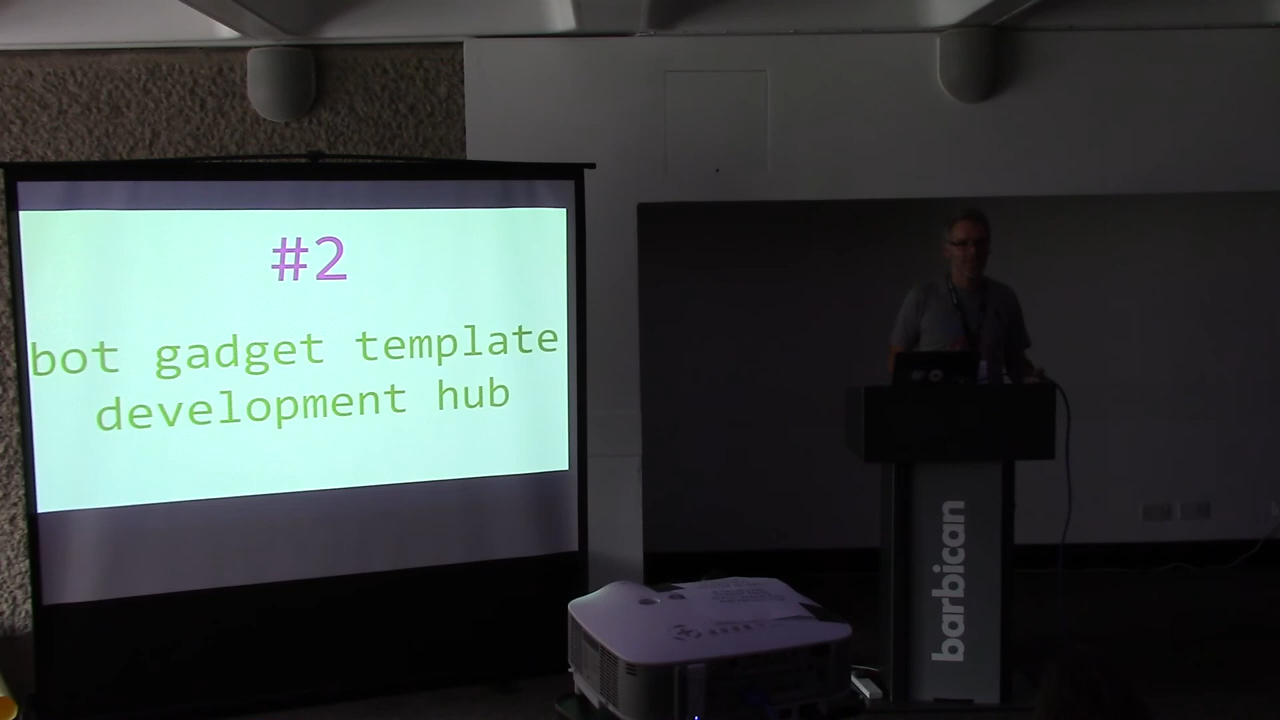 #2
bot gadget template
development hub
barbican